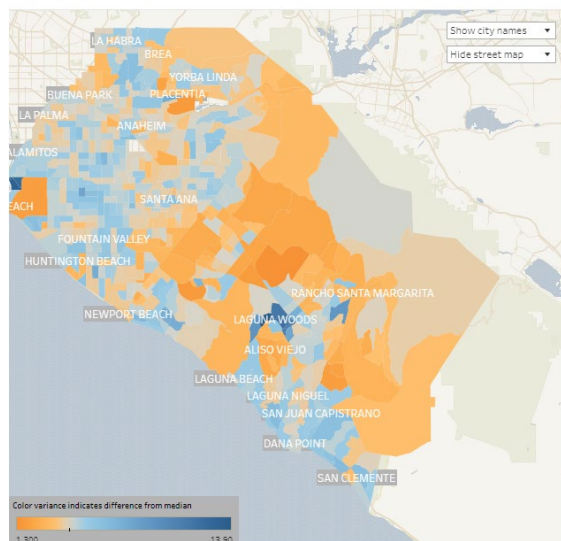 Show city names
Hide street map
LA HABRA
BREA
YORBA LINDA
BUENA PARK
PLACENTIA
LA PALMA
ANAHEIM
ALAMITOS
SANTA ANA
EACH
FOUNTAIN VALLEY
HUNTINGTON BEACH
RANCHO SANTA MARGARITA
NEWPORT BEACH
LAGUNA WOODS
ALISO VIEJO
LAGUNA BEACH
LAGUNA NIGUEL
SAN JUAN CAPISTRANO
DANA POINT
SAN CLEMENTE
Color variance indicates difference from median
1.300 13.90